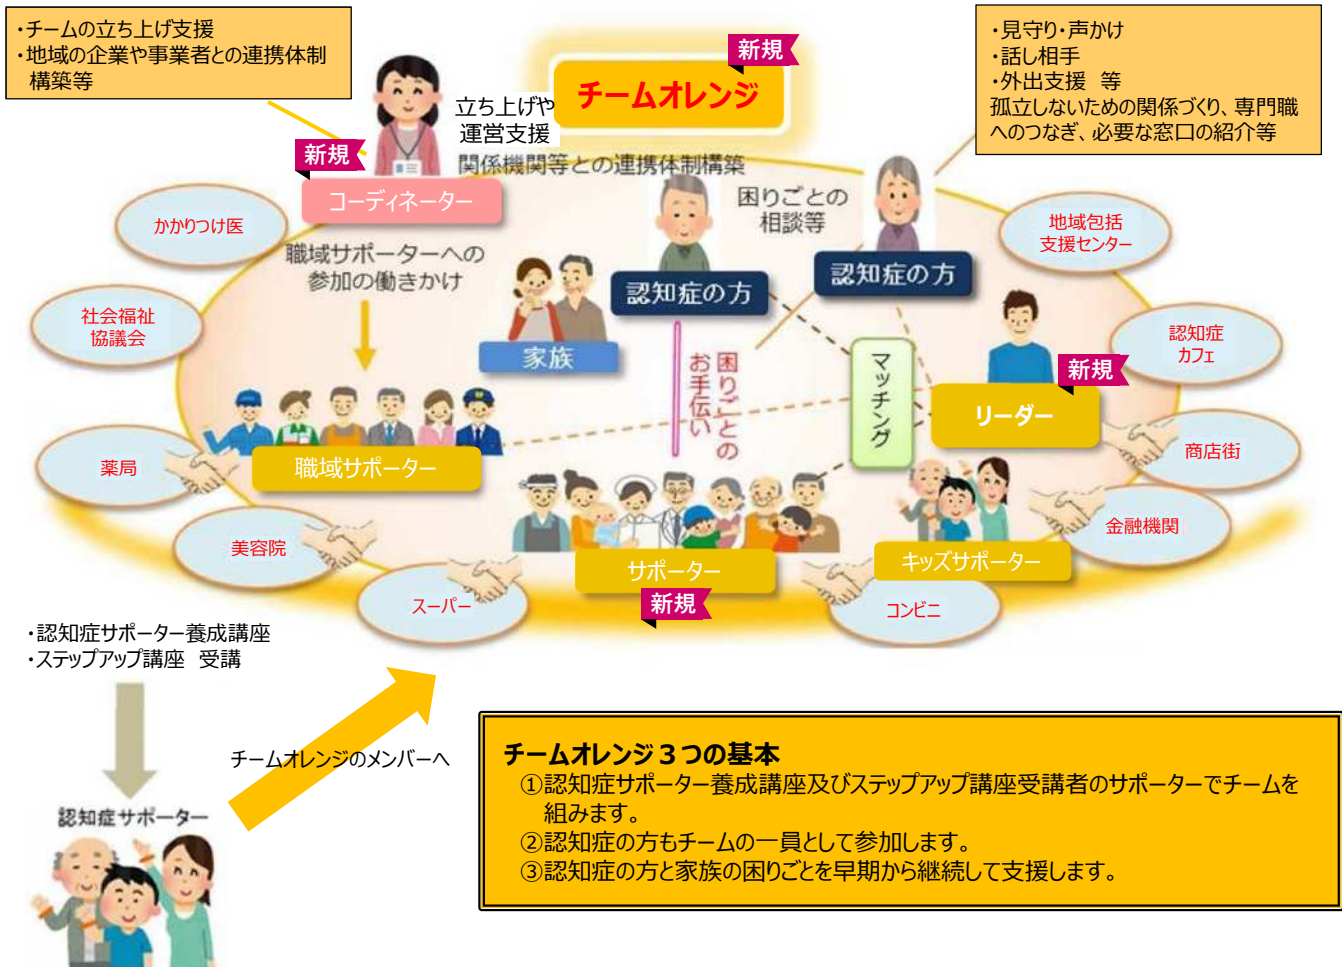 ・チームの立ち上げ支援
・地域の企業や事業者との連携体制
構築等
新規
チームオレンジ
・見守り・声かけ
・話し相手
・外出支援　等
孤立しないための関係づくり、専門職
へのつなぎ、必要な窓口の紹介等
立ち上げや
運営支援
新規
関係機関等との連携体制構築
コーディネーター
困りごとの
相談等
かかりつけ医
地域包括
支援センター
職域サポーターへの
参加の働きかけ
認知症の方
認知症の方
社会福祉
協議会
認知症
カフェ
家族
困りごとの
お手伝い
マッチング
新規
リーダー
薬局
職域サポーター
商店街
美容院
金融機関
サポーター
キッズサポーター
新規
スーパー
コンビニ
・認知症サポーター養成講座
・ステップアップ講座　受講
チームオレンジのメンバーへ
認知症サポーター
チームオレンジ３つの基本
①認知症サポーター養成講座及びステップアップ講座受講者のサポーターでチームを
組みます。
②認知症の方もチームの一員として参加します。
③認知症の方と家族の困りごとを早期から継続して支援します。